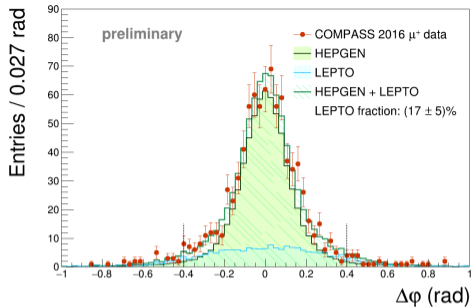 90
80
70
60
50
40
30
20
10
0
Entries / 0.027 rad
preliminary
COMPASS 2016 μ⁺ data
HEPGEN
LEPTO
HEPGEN + LEPTO
LEPTO fraction: (17 ± 5)%
−1 −0.8 −0.6 −0.4 −0.2 0 0.2 0.4 0.6 0.8 1
Δφ (rad)